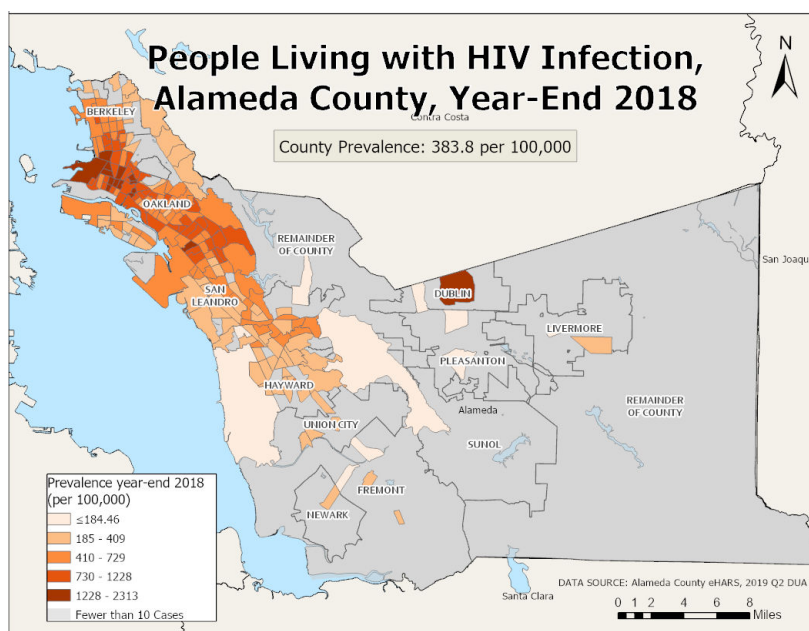 People Living with HIV Infection,
Alameda County, Year-End 2018
N
Contra Costa
County Prevalence: 383.8 per 100,000
BERKELEY
OAKLAND
REMAINDER
OF COUNTY
San Joaqu
SAN
LEANDRO
DUBLIN
LIVERMORE
PLEASANTON
HAYWARD
Alameda
REMAINDER
OF COUNTY
UNION CITY
SUNOL
FREMONT
NEWARK
Prevalence year-end 2018
(per 100,000)
≤184.46
185 - 409
410 - 729
730 - 1228
1228 - 2313
Fewer than 10 Cases
DATA SOURCE: Alameda County eHARS, 2019 Q2 DUA
Santa Clara
0 1 2 4 6 8
Miles